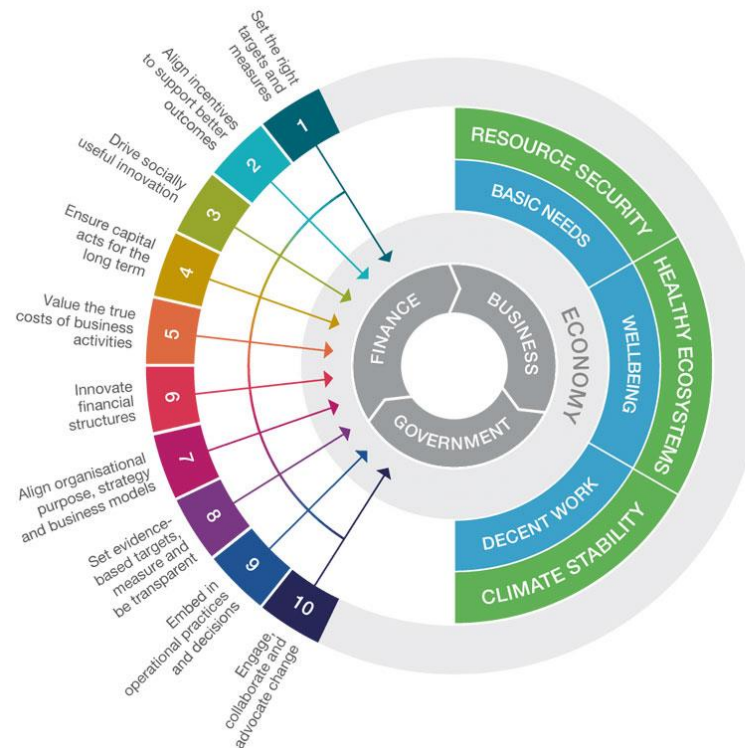 Set the right
targets and
measures
1
Align incentives
to support better
outcomes
2
Drive socially
useful innovation
3
Ensure capital
acts for the
long term
4
Value the true
costs of business
activities
5
Innovate
financial
structures
6
Align organisational
purpose, strategy
and business models
7
Set evidence-
based targets,
measure and
be transparent
8
Embed in
operational practices
and decisions
9
Engage,
collaborate and
advocate change
10
FINANCE
BUSINESS
GOVERNMENT
ECONOMY
BASIC NEEDS
WELLBEING
DECENT WORK
RESOURCE SECURITY
HEALTHY ECOSYSTEMS
CLIMATE STABILITY